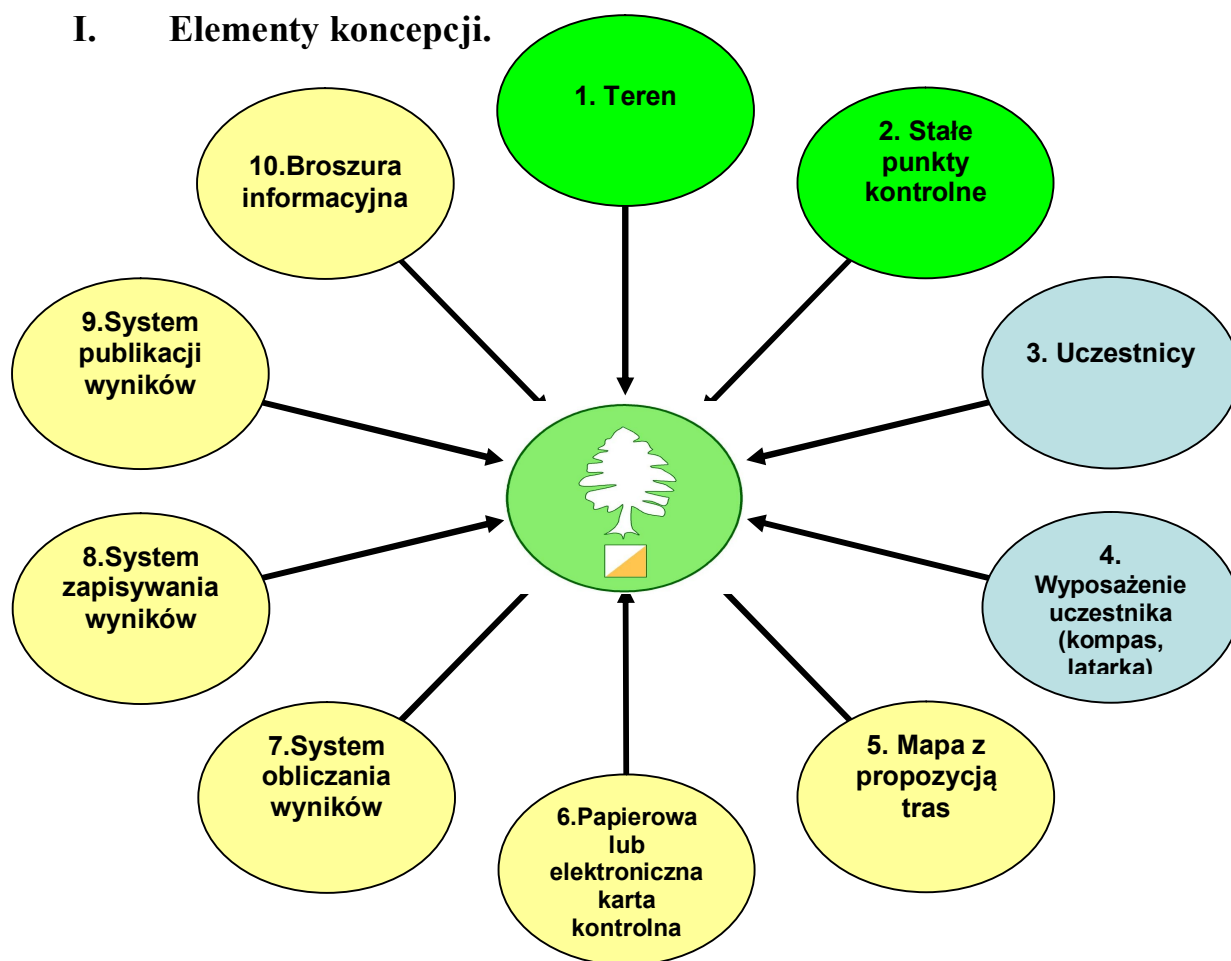 I. Elementy koncepcji.
1. Teren
2. Stałe
punkty
kontrolne
3. Uczestnicy
4.
Wyposażenie
uczestnika
(kompas,
latarka)
5. Mapa z
propozycją
tras
6.Papierowa
lub
elektroniczna
karta
kontrolna
7.System
obliczania
wyników
8.System
zapisywania
wyników
9.System
publikacji
wyników
10.Broszura
informacyjna